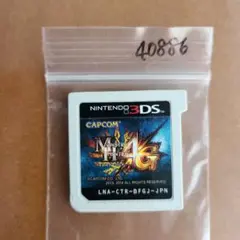 40886
NINTENDO 3DS
CAPCOM
MH4G
LNA-CTR-BFGJ-JPN